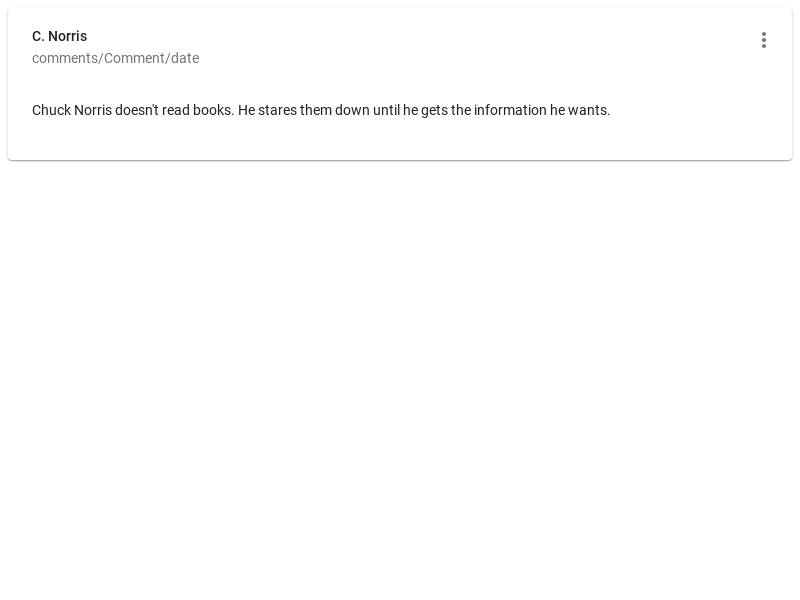 C. Norris
comments/Comment/date
Chuck Norris doesn't read books. He stares them down until he gets the information he wants.